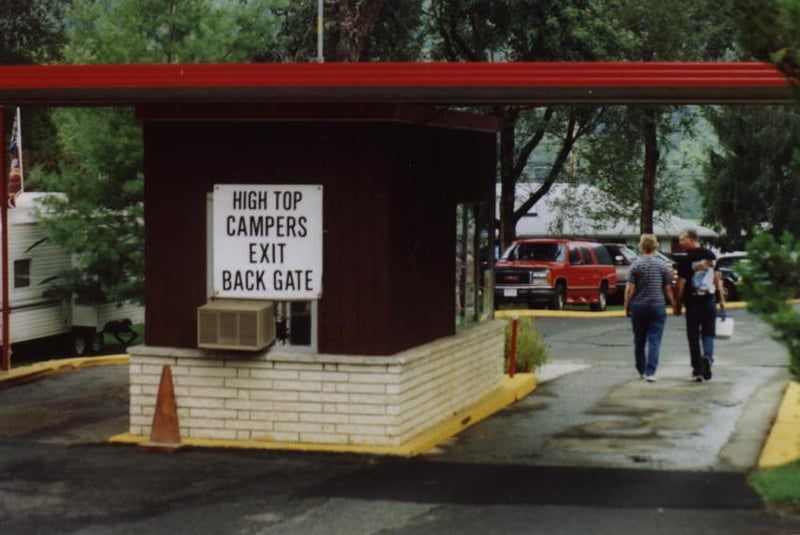 HIGH TOP
CAMPERS
EXIT
BACK GATE